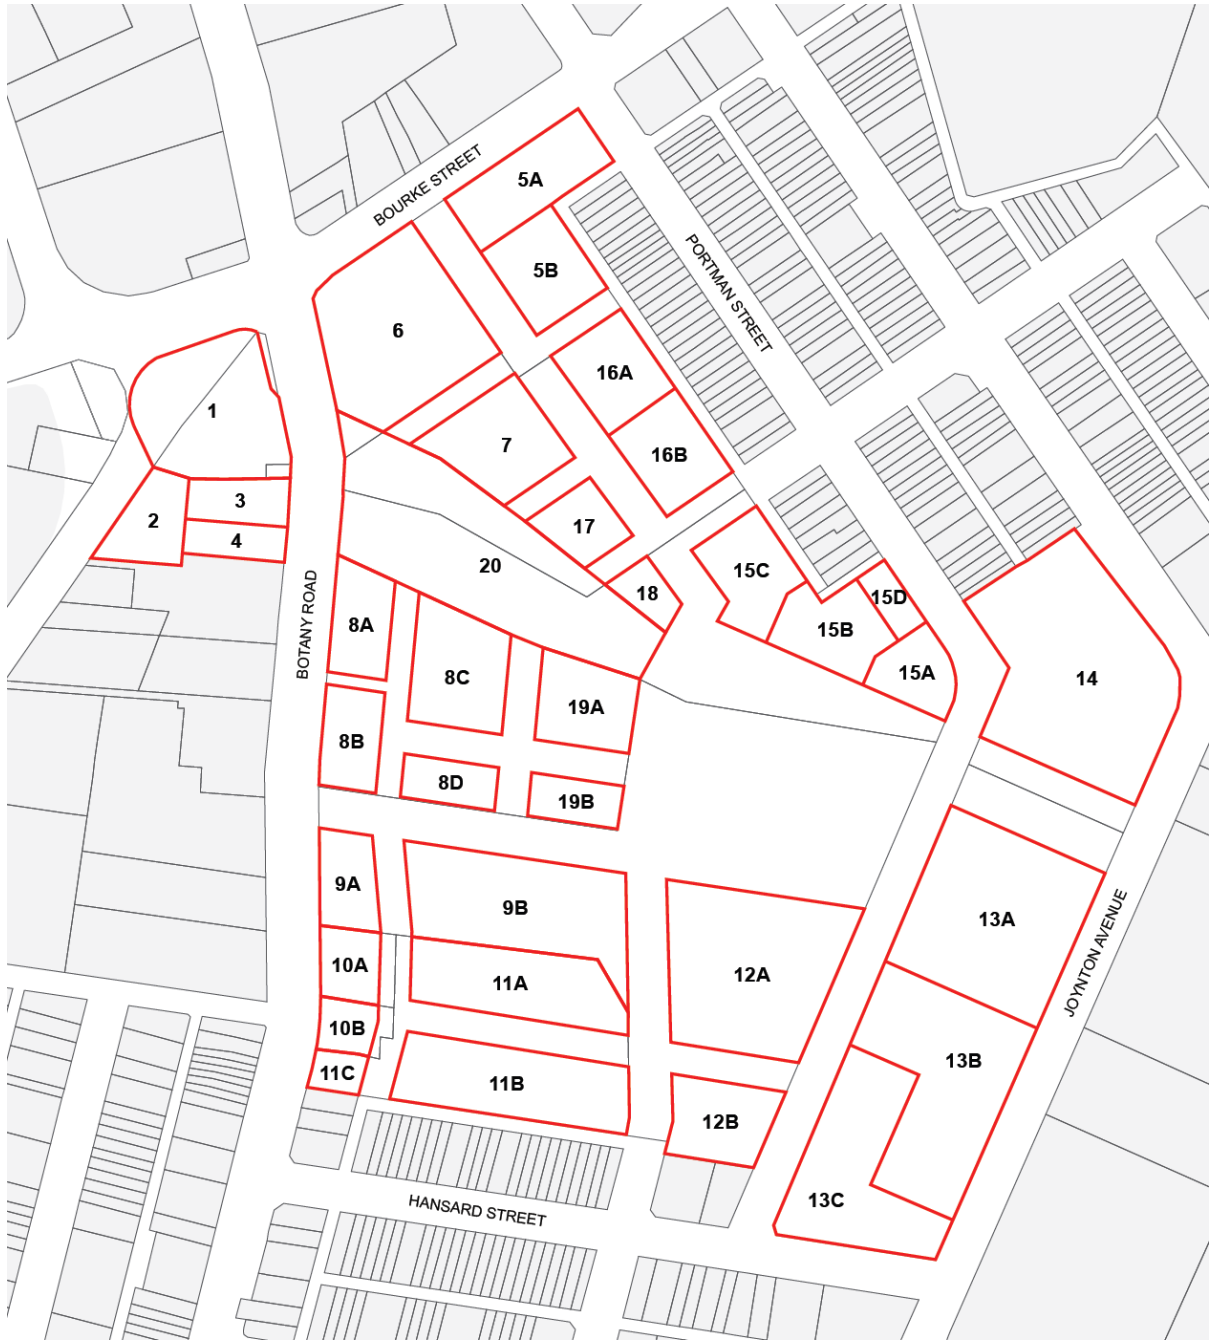 5A
BOURKE STREET
5B
PORTMAN STREET
6
16A
1
7
16B
3
2
17
4
20
15C
18
15D
8A
15B
BOTANY ROAD
15A
8C
14
19A
8B
8D
19B
9A
9B
13A
10A
11A
12A
JOYNTON AVENUE
10B
13B
11C
11B
12B
13C
HANSARD STREET